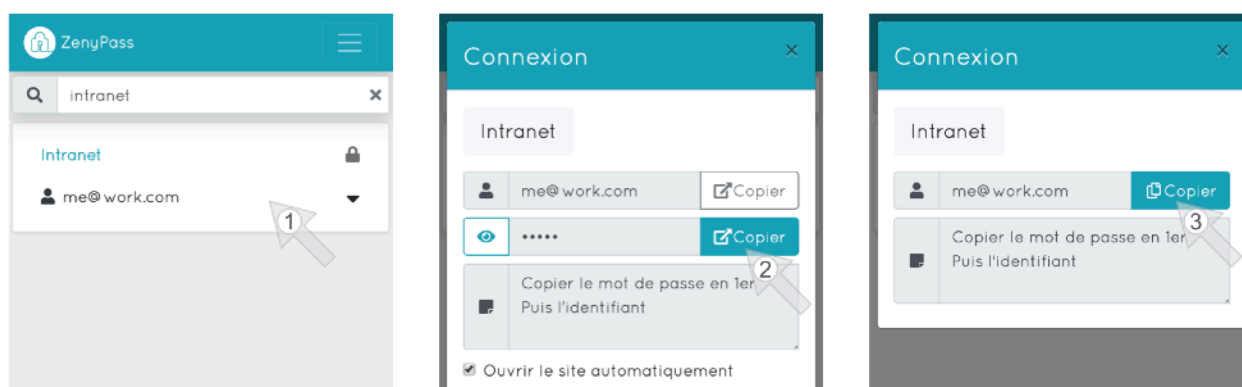 ZenyPass
intranet
Intranet
me@work.com
1
Connexion
Intranet
me@work.com
Copier
•••••
Copier
2
Copier le mot de passe en 1er
Puis l'identifiant
Ouvrir le site automatiquement
Connexion
Intranet
me@work.com
Copier
3
Copier le mot de passe en 1er
Puis l'identifiant